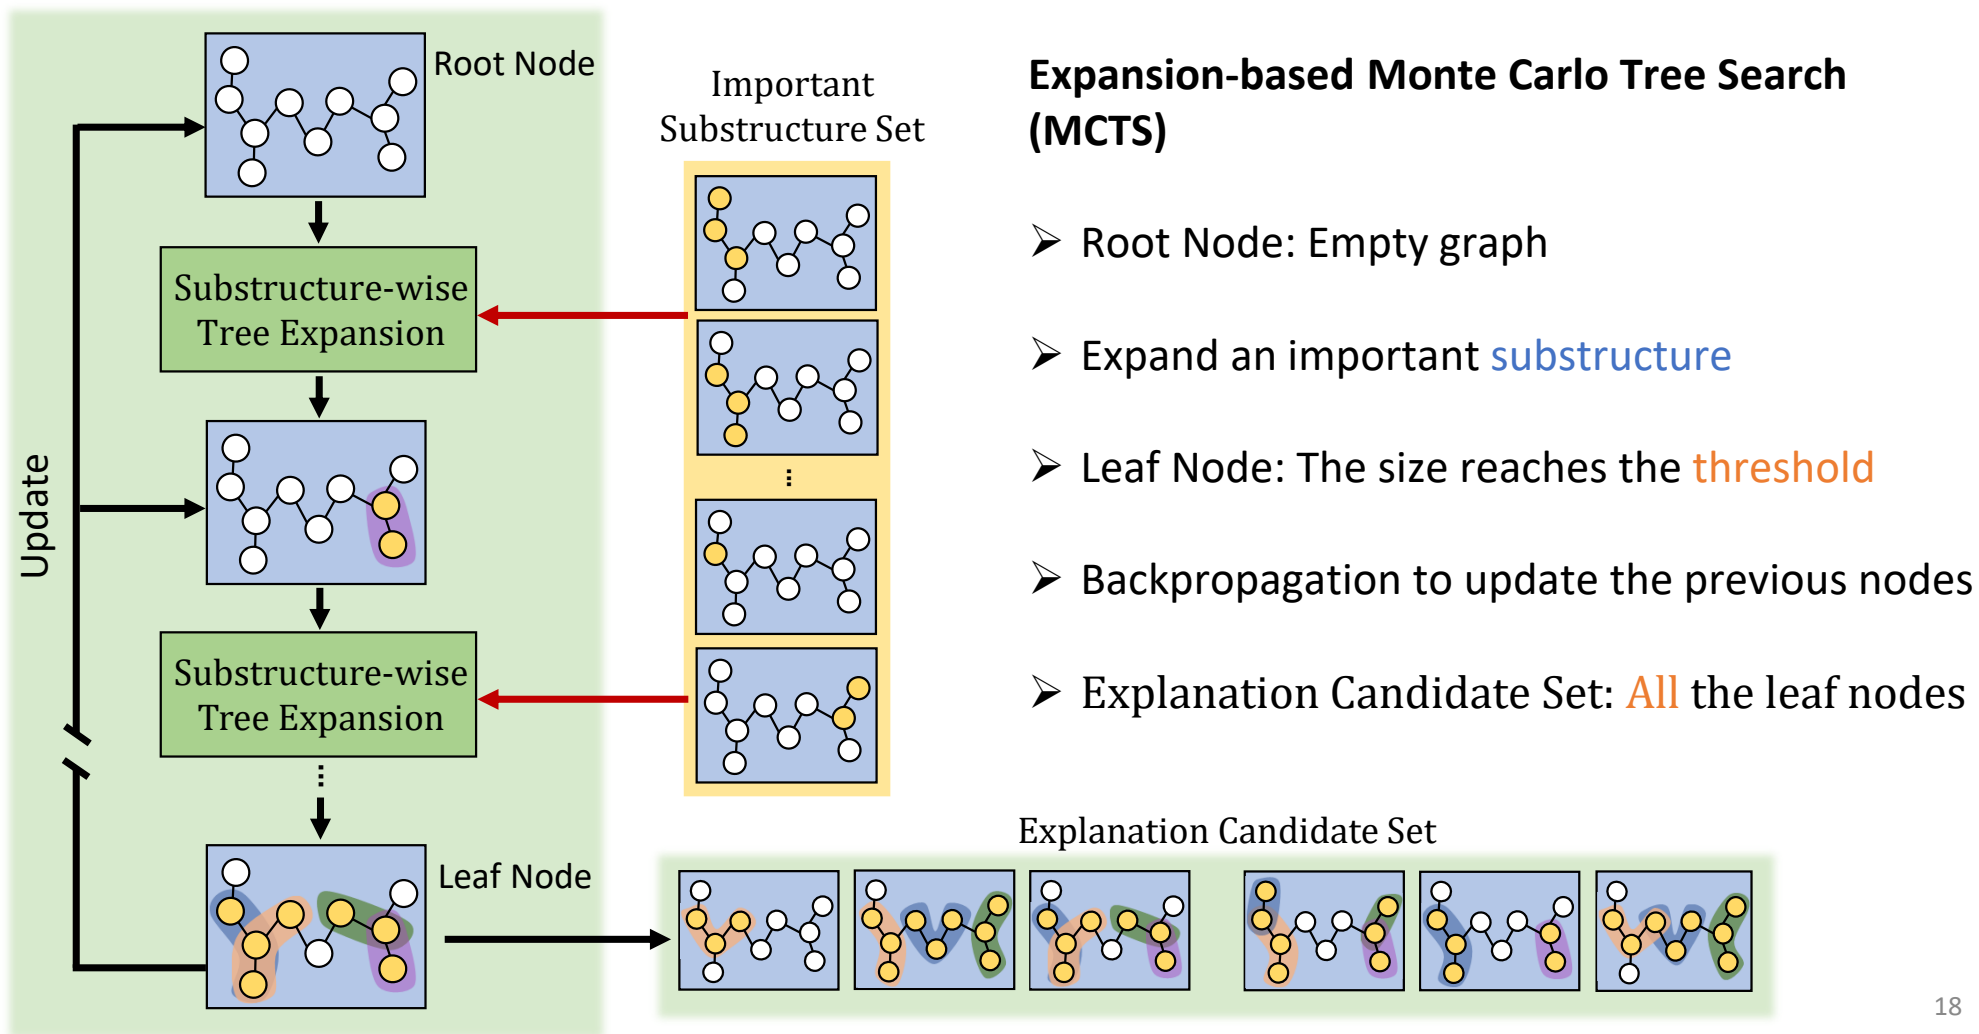 Root Node
Important
Substructure Set
Substructure-wise
Tree Expansion
Update
Substructure-wise
Tree Expansion
Leaf Node
Expansion-based Monte Carlo Tree Search
(MCTS)
➢ Root Node: Empty graph
➢ Expand an important substructure
➢ Leaf Node: The size reaches the threshold
➢ Backpropagation to update the previous nodes
➢ Explanation Candidate Set: All the leaf nodes
Explanation Candidate Set
18